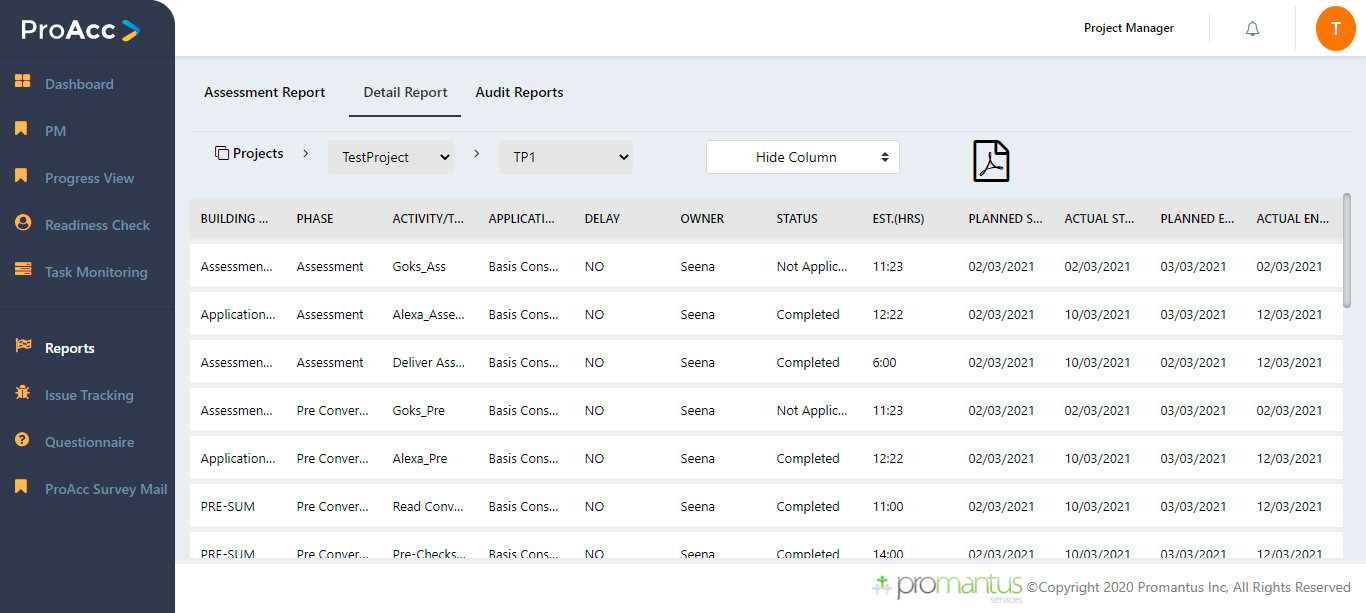 ProAcc
Project Manager
T
Dashboard
PM
Progress View
Readiness Check
Task Monitoring
Reports
Issue Tracking
Questionnaire
ProAcc Survey Mail
Assessment Report Detail Report Audit Reports
Projects > TestProject > TP1 Hide Column
BUILDING ... PHASE ACTIVITY/T... APPLICATI... DELAY OWNER STATUS EST.(HRS) PLANNED S... ACTUAL ST... PLANNED E... ACTUAL EN...
Assessmen... Assessment Goks_Ass Basis Cons... NO Seena Not Applic... 11:23 02/03/2021 02/03/2021 03/03/2021 02/03/2021
Application... Assessment Alexa_Asse... Basis Cons... NO Seena Completed 12:22 02/03/2021 10/03/2021 03/03/2021 12/03/2021
Assessmen... Assessment Deliver Ass... Basis Cons... NO Seena Completed 6:00 02/03/2021 10/03/2021 02/03/2021 12/03/2021
Assessmen... Pre Conver... Goks_Pre Basis Cons... NO Seena Not Applic... 11:23 02/03/2021 02/03/2021 03/03/2021 02/03/2021
Application... Pre Conver... Alexa_Pre Basis Cons... NO Seena Completed 12:22 02/03/2021 10/03/2021 03/03/2021 12/03/2021
PRE-SUM Pre Conver... Read Conv... Basis Cons... NO Seena Completed 11:00 02/03/2021 10/03/2021 03/03/2021 12/03/2021
PRE-SUM Pre Conver... Pre-Checks... Basis Cons... NO Seena Completed 14:00 02/03/2021 10/03/2021 03/03/2021 12/03/2021
promantus
services
©Copyright 2020 Promantus Inc, All Rights Reserved